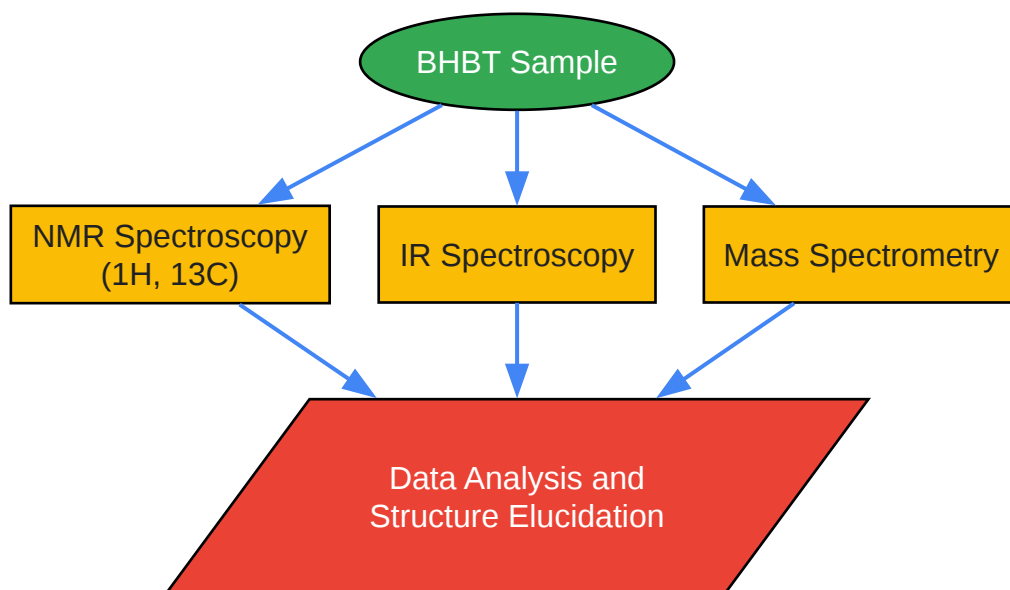 BHBT Sample
NMR Spectroscopy
(1H, 13C)
IR Spectroscopy
Mass Spectrometry
Data Analysis and
Structure Elucidation